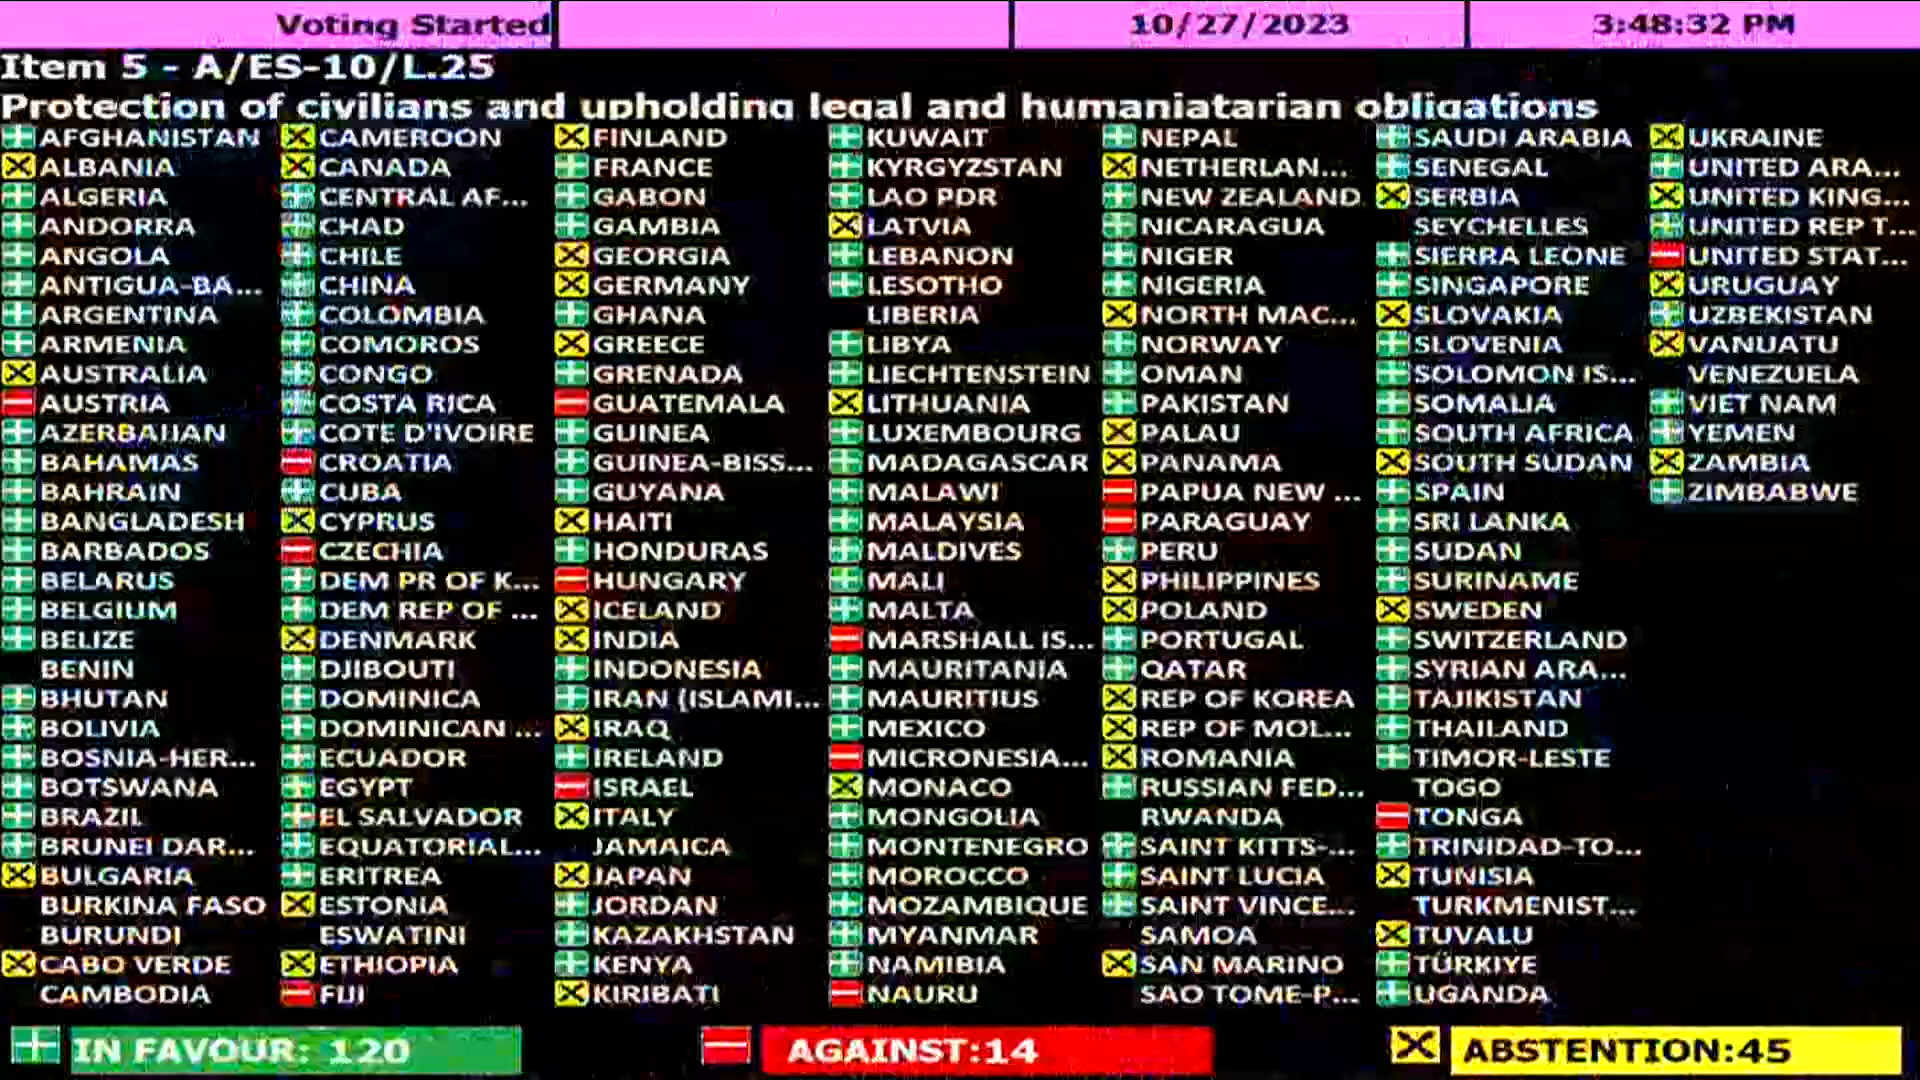 Voting Started 10/27/2023 3:48:32 PM
Item 5 - A/ES-10/L.25
Protection of civilians and upholding legal and humaniatarian obligations
AFGHANISTAN CAMEROON FINLAND KUWAIT NEPAL SAUDI ARABIA UKRAINE
ALBANIA CANADA FRANCE KYRGYZSTAN NETHERLAN... SENEGAL UNITED ARA...
ALGERIA CENTRAL AF... GABON LAO PDR NEW ZEALAND SERBIA UNITED KING...
ANDORRA CHAD GAMBIA LATVIA NICARAGUA SEYCHELLES UNITED REP T...
ANGOLA CHILE GEORGIA LEBANON NIGER SIERRA LEONE UNITED STAT...
ANTIGUA-BA... CHINA GERMANY LESOTHO NIGERIA SINGAPORE URUGUAY
ARGENTINA COLOMBIA GHANA LIBERIA NORTH MAC... SLOVAKIA UZBEKISTAN
ARMENIA COMOROS GREECE LIBYA NORWAY SLOVENIA VANUATU
AUSTRALIA CONGO GRENADA LIECHTENSTEIN OMAN SOLOMON IS... VENEZUELA
AUSTRIA COSTA RICA GUATEMALA LITHUANIA PAKISTAN SOMALIA VIET NAM
AZERBAIJAN COTE D'IVOIRE GUINEA LUXEMBOURG PALAU SOUTH AFRICA YEMEN
BAHAMAS CROATIA GUINEA-BISS... MADAGASCAR PANAMA SOUTH SUDAN ZAMBIA
BAHRAIN CUBA GUYANA MALAWI PAPUA NEW ... SPAIN ZIMBABWE
BANGLADESH CYPRUS HAITI MALAYSIA PARAGUAY SRI LANKA
BARBADOS CZECHIA HONDURAS MALDIVES PERU SUDAN
BELARUS DEM PR OF K... HUNGARY MALI PHILIPPINES SURINAME
BELGIUM DEM REP OF ... ICELAND MALTA POLAND SWEDEN
BELIZE DENMARK INDIA MARSHALL IS... PORTUGAL SWITZERLAND
BENIN DJIBOUTI INDONESIA MAURITANIA QATAR SYRIAN ARA...
BHUTAN DOMINICA IRAN (ISLAMI... MAURITIUS REP OF KOREA TAJIKISTAN
BOLIVIA DOMINICAN ... IRAQ MEXICO REP OF MOL... THAILAND
BOSNIA-HER... ECUADOR IRELAND MICRONESIA... ROMANIA TIMOR-LESTE
BOTSWANA EGYPT ISRAEL MONACO RUSSIAN FED... TOGO
BRAZIL EL SALVADOR ITALY MONGOLIA RWANDA TONGA
BRUNEI DAR... EQUATORIAL... JAMAICA MONTENEGRO SAINT KITTS-... TRINIDAD-TO...
BULGARIA ERITREA JAPAN MOROCCO SAINT LUCIA TUNISIA
BURKINA FASO ESTONIA JORDAN MOZAMBIQUE SAINT VINCE... TURKMENIST...
BURUNDI ESWATINI KAZAKHSTAN MYANMAR SAMOA TUVALU
CABO VERDE ETHIOPIA KENYA NAMIBIA SAN MARINO TÜRKIYE
CAMBODIA FIJI KIRIBATI NAURU SAO TOME-P... UGANDA
IN FAVOUR: 120 AGAINST:14 ABSTENTION:45